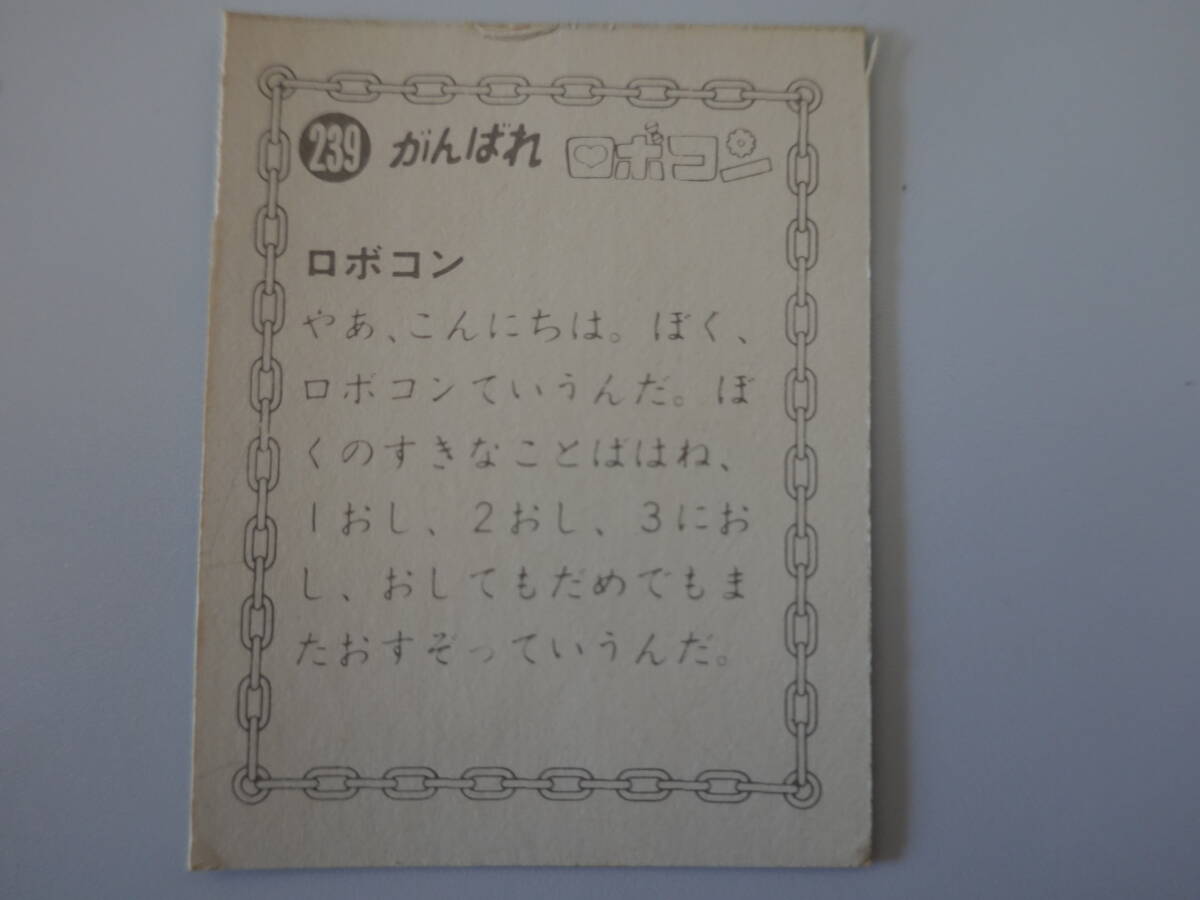 239 がんばれ ロボコン
ロボコン
やあ、こんにちは。ぼく、
ロボコンていうんだ。ぼ
くのすきなことばはね、
1おし、2おし、3にお
し、おしてもだめでもま
たおすぞっていうんだ。